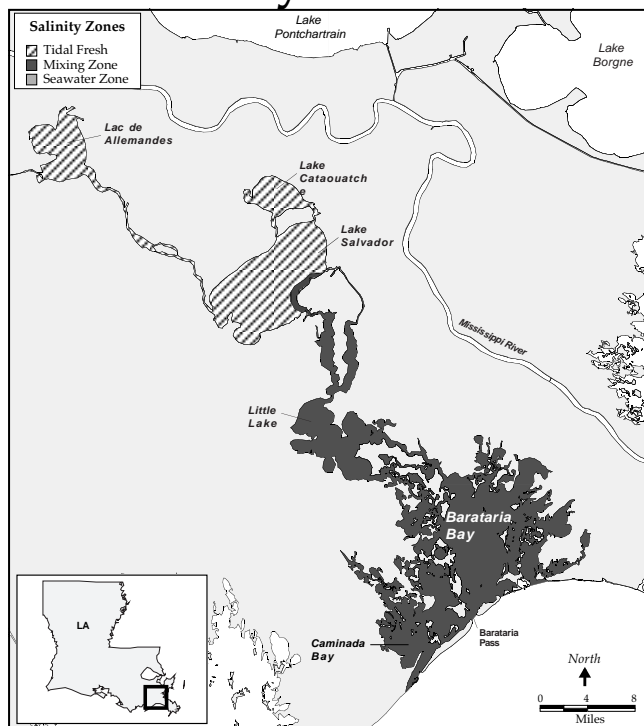 Lake
Pontchartrain
Lake
Borgne
Salinity Zones
Tidal Fresh
Mixing Zone
Seawater Zone
Lac de
Allemandes
Lake
Cataouatch
e
Lake
Salvador
Mississippi River
Little
Lake
Barataria
Bay
LA
Caminada
Bay
Barataria
Pass
North
0 4 8
Miles